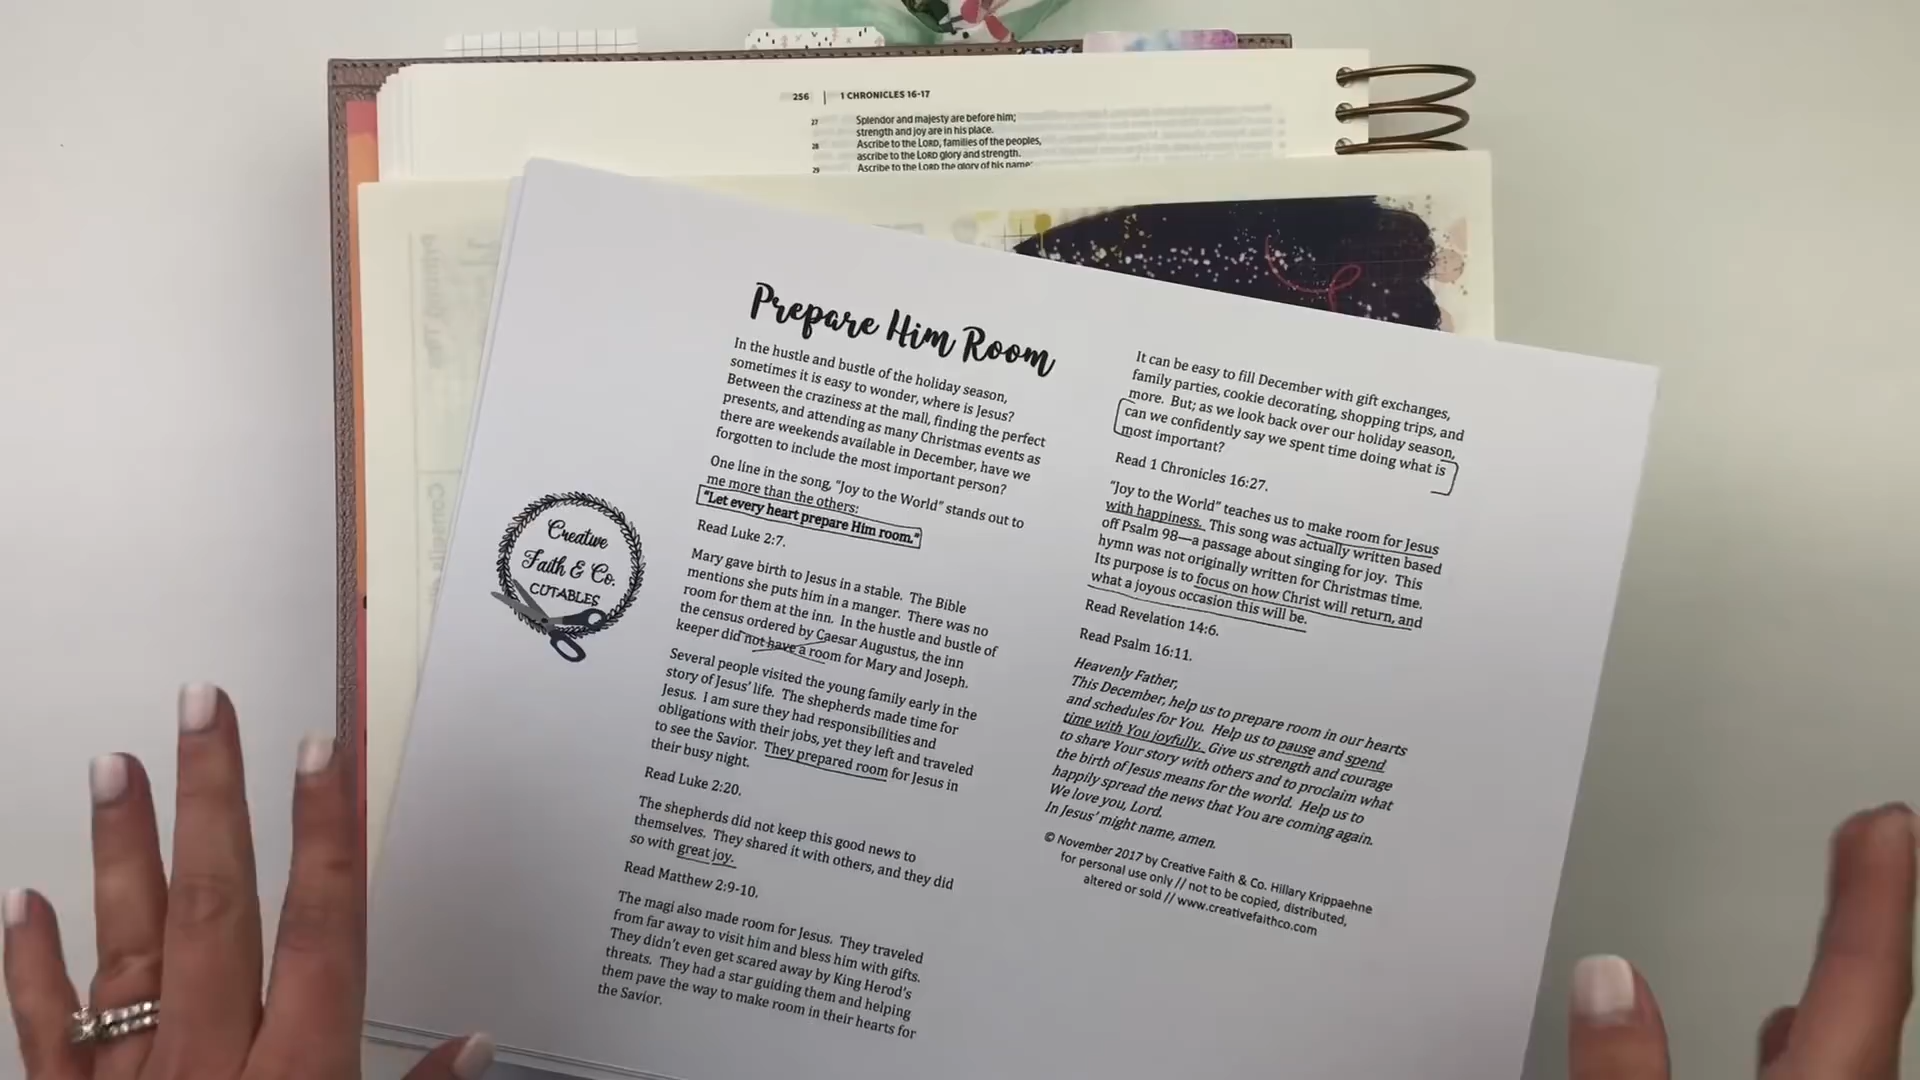 256 | 1 CHRONICLES 16-17
27 Splendor and majesty are before him;
strength and joy are in his place.
28 Ascribe to the LORD, families of the peoples,
ascribe to the LORD glory and strength.
29 Ascribe to the LORD the glory of his name;
Prepare Him Room
In the hustle and bustle of the holiday season,
sometimes it is easy to wonder, where is Jesus?
Between the craziness at the mall, finding the perfect
presents, and attending as many Christmas events as
there are weekends available in December, have we
forgotten to include the most important person?
One line in the song, "Joy to the World" stands out to
me more than the others:
"Let every heart prepare Him room."
Read Luke 2:7.
Mary gave birth to Jesus in a stable. The Bible
mentions she puts him in a manger. There was no
room for them at the inn. In the hustle and bustle of
the census ordered by Caesar Augustus, the inn
keeper did not have a room for Mary and Joseph.
Several people visited the young family early in the
story of Jesus' life. The shepherds made time for
Jesus. I am sure they had responsibilities and
obligations with their jobs, yet they left and traveled
to see the Savior. They prepared room for Jesus in
their busy night.
Read Luke 2:20.
The shepherds did not keep this good news to
themselves. They shared it with others, and they did
so with great joy.
Read Matthew 2:9-10.
The magi also made room for Jesus. They traveled
from far away to visit him and bless him with gifts.
They didn't even get scared away by King Herod's
threats. They had a star guiding them and helping
them pave the way to make room in their hearts for
the Savior.
It can be easy to fill December with gift exchanges,
family parties, cookie decorating, shopping trips, and
more. But; as we look back over our holiday season,
can we confidently say we spent time doing what is
most important?
Read 1 Chronicles 16:27.
"Joy to the World" teaches us to make room for Jesus
with happiness. This song was actually written based
off Psalm 98—a passage about singing for joy. This
hymn was not originally written for Christmas time.
Its purpose is to focus on how Christ will return, and
what a joyous occasion this will be.
Read Revelation 14:6.
Read Psalm 16:11.
Heavenly Father,
This December, help us to prepare room in our hearts
and schedules for You. Help us to pause and spend
time with You joyfully. Give us strength and courage
to share Your story with others and to proclaim what
the birth of Jesus means for the world. Help us to
happily spread the news that You are coming again.
We love you, Lord.
In Jesus' might name, amen.
© November 2017 by Creative Faith & Co. Hillary Krippaehne
for personal use only // not to be copied, distributed,
altered or sold // www.creativefaithco.com
Creative
Faith & Co.
CUTABLES